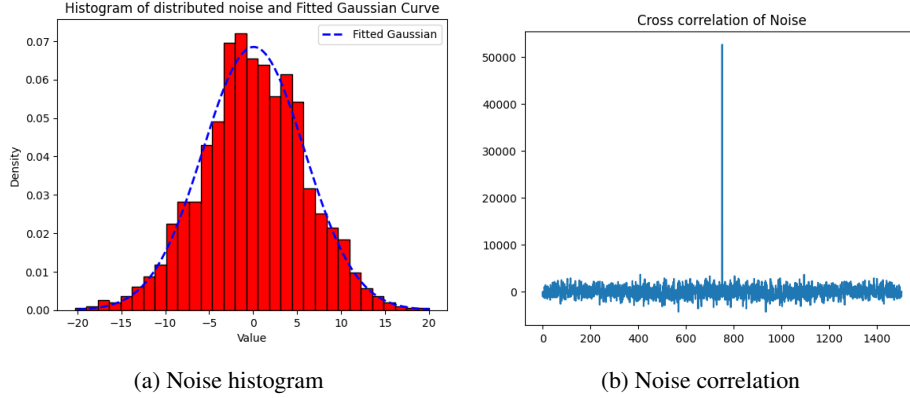 Histogram of distributed noise and Fitted Gaussian Curve
Fitted Gaussian
0.07
0.06
0.05
0.04
0.03
0.02
0.01
0.00
Density
-20 -15 -10 -5 0 5 10 15 20
Value
(a) Noise histogram
Cross correlation of Noise
50000
40000
30000
20000
10000
0
0 200 400 600 800 1000 1200 1400
(b) Noise correlation